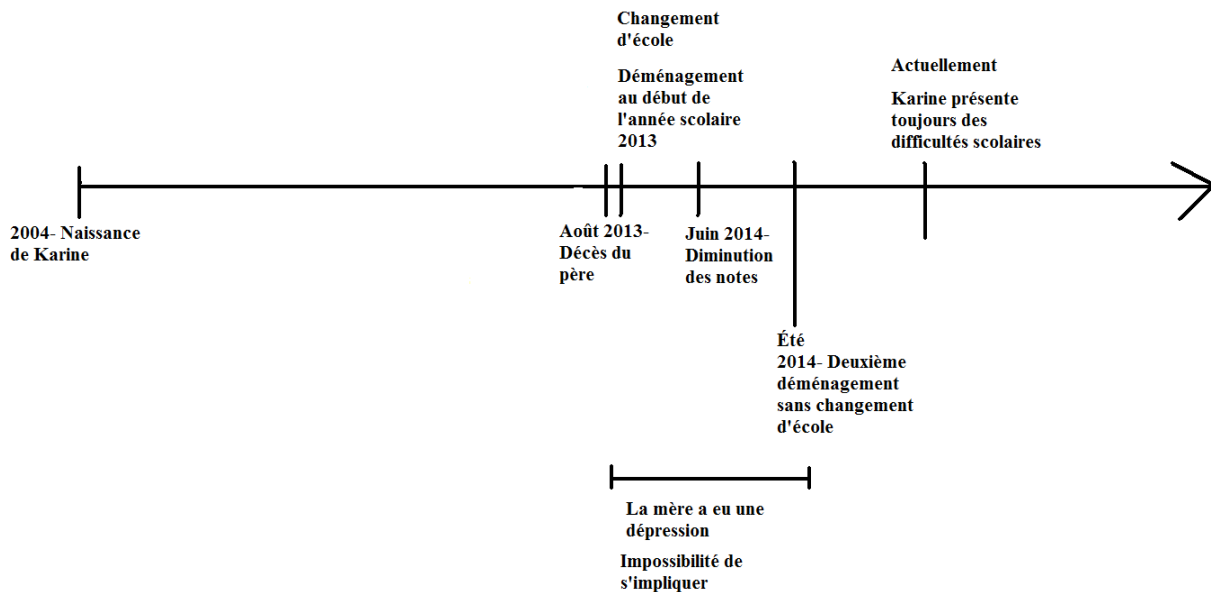 Changement
d'école
Déménagement
au début de
l'année scolaire
2013
Actuellement
Karine présente
toujours des
difficultés scolaires
2004- Naissance
de Karine
Août 2013-
Décès du
père
Juin 2014-
Diminution
des notes
Été
2014- Deuxième
déménagement
sans changement
d'école
La mère a eu une
dépression
Impossibilité de
s'impliquer